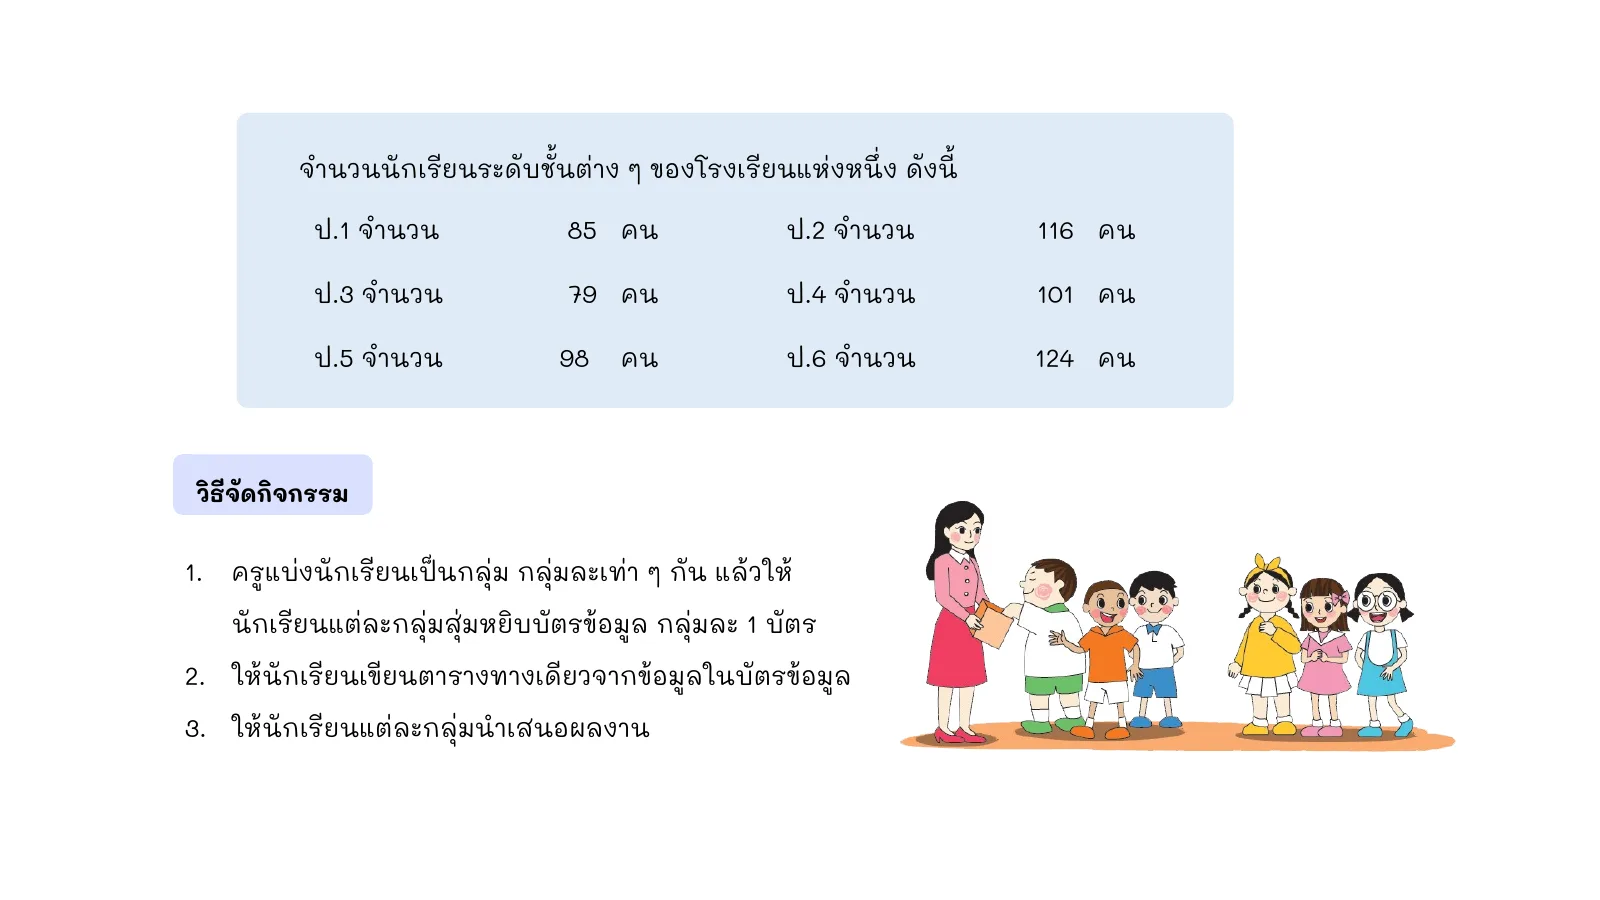 จำนวนนักเรียนระดับชั้นต่าง ๆ ของโรงเรียนแห่งหนึ่ง ดังนี้
ป.1 จำนวน 85 คน ป.2 จำนวน 116 คน
ป.3 จำนวน 79 คน ป.4 จำนวน 101 คน
ป.5 จำนวน 98 คน ป.6 จำนวน 124 คน
วิธีจัดกิจกรรม
1. ครูแบ่งนักเรียนเป็นกลุ่ม กลุ่มละเท่า ๆ กัน แล้วให้
นักเรียนแต่ละกลุ่มสุ่มหยิบบัตรข้อมูล กลุ่มละ 1 บัตร
2. ให้นักเรียนเขียนตารางทางเดียวจากข้อมูลในบัตรข้อมูล
3. ให้นักเรียนแต่ละกลุ่มนำเสนอผลงาน